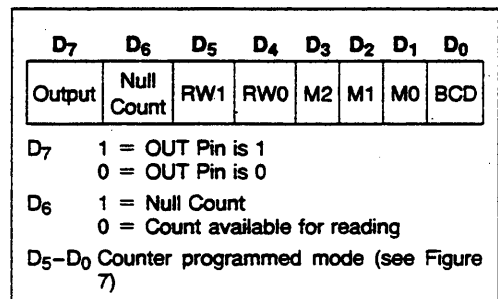 D7 D6 D5 D4 D3 D2 D1 D0
Output Null Count RW1 RW0 M2 M1 M0 BCD
D7 1 = OUT Pin is 1
0 = OUT Pin is 0
D6 1 = Null Count
0 = Count available for reading
D5–D0 Counter programmed mode (see Figure
7)